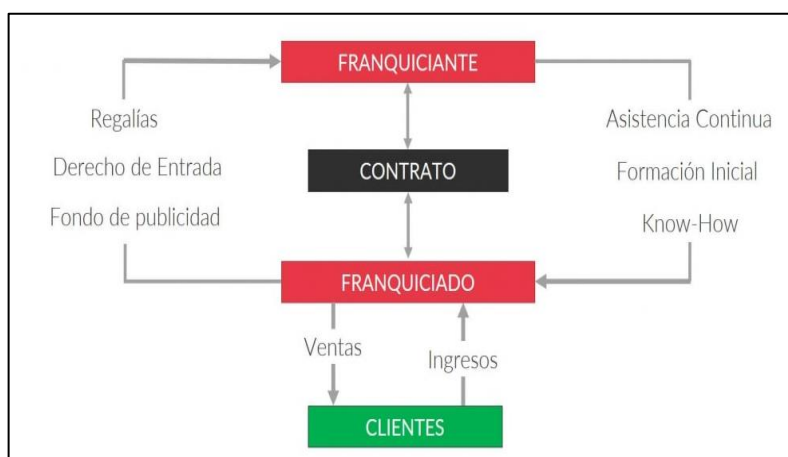 FRANQUICIANTE
Regalías
Derecho de Entrada
Fondo de publicidad
CONTRATO
Asistencia Continua
Formación Inicial
Know-How
FRANQUICIADO
Ventas
Ingresos
CLIENTES